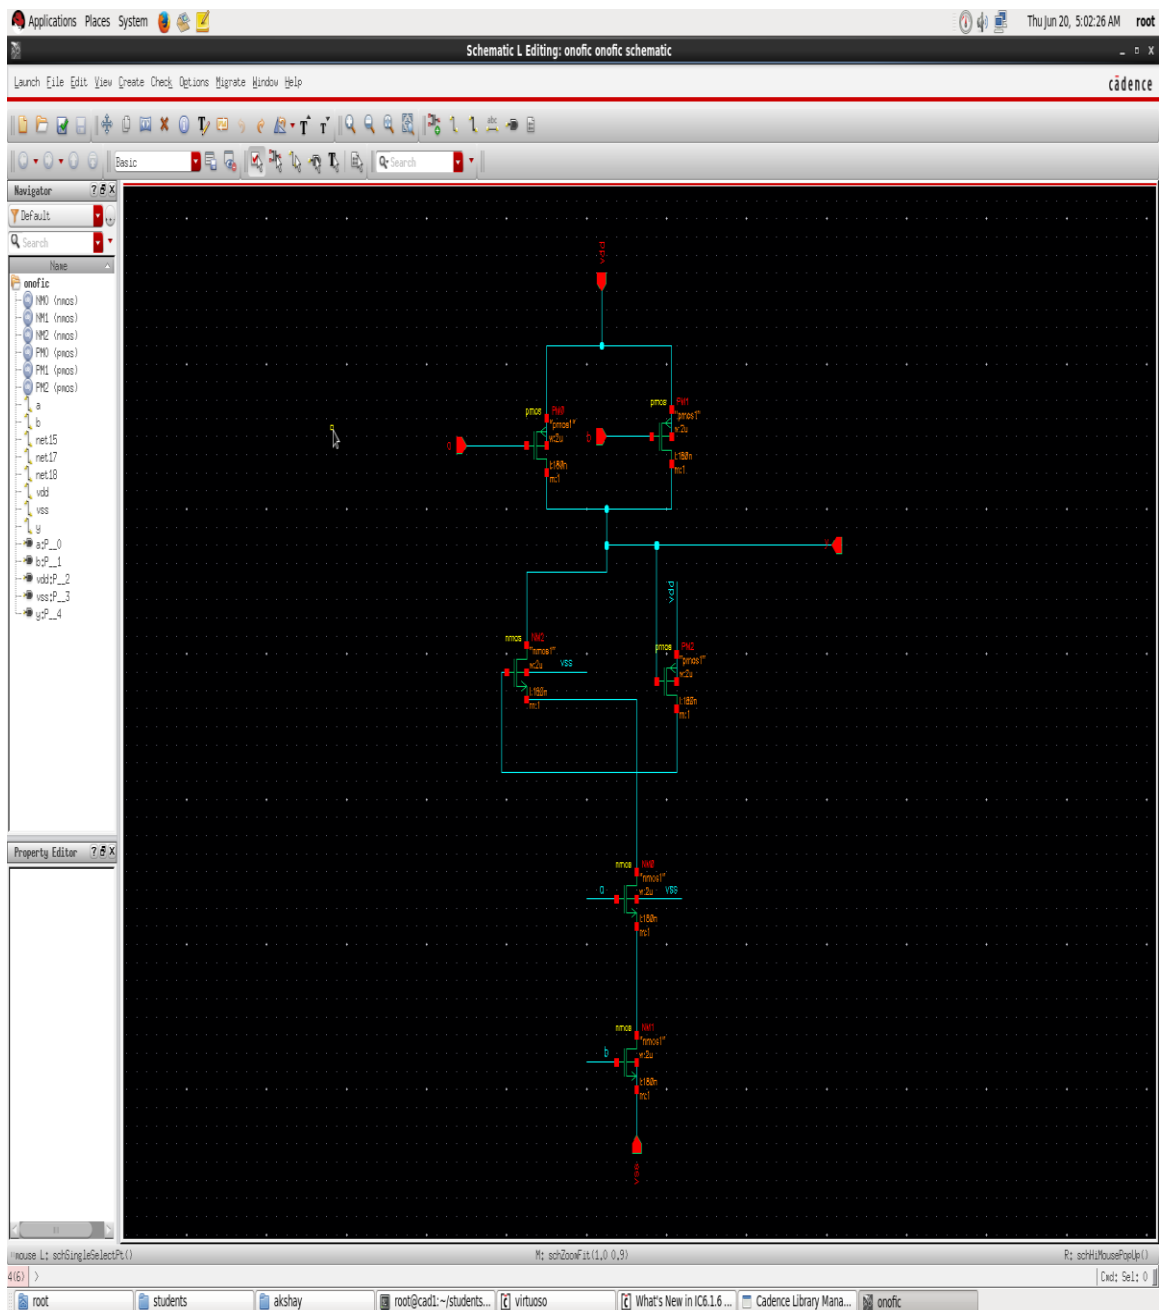 Applications Places System
Thu Jun 20, 5:02:26 AM root
Schematic L Editing: onofic onofic schematic
Launch File Edit View Create Check Options Migrate Window Help
cādence
abc
Basic
Search
Navigator
Default
Search
Name
onofic
NM0 (nmos)
NM1 (nmos)
NM2 (nmos)
PM0 (pmos)
PM1 (pmos)
PM2 (pmos)
a
b
net15
net17
net18
vdd
vss
y
a:P__0
b:P__1
vdd:P__2
vss:P__3
y:P__4
Property Editor
vdd
pmos PM0
"pmos1"
w:2u
l:180n
m:1
a
pmos PM1
"pmos1"
w:2u
l:180n
m:1
b
vdd
nmos NM2
"nmos1"
w:2u
vss
l:180n
m:1
pmos PM2
"pmos1"
w:2u
l:180n
m:1
nmos NM0
"nmos1"
w:2u
a
vss
l:180n
m:1
nmos NM1
"nmos1"
w:2u
b
l:180n
m:1
vss
mouse L: schSingleSelectPt()
M: schZoomFit(1.0 0.9)
R: schHiMousePopUp()
4(6) >
Cmd: Sel: 0
root
students
akshay
root@cad1:~/students...
virtuoso
What's New in IC6.1.6 ...
Cadence Library Mana...
onofic